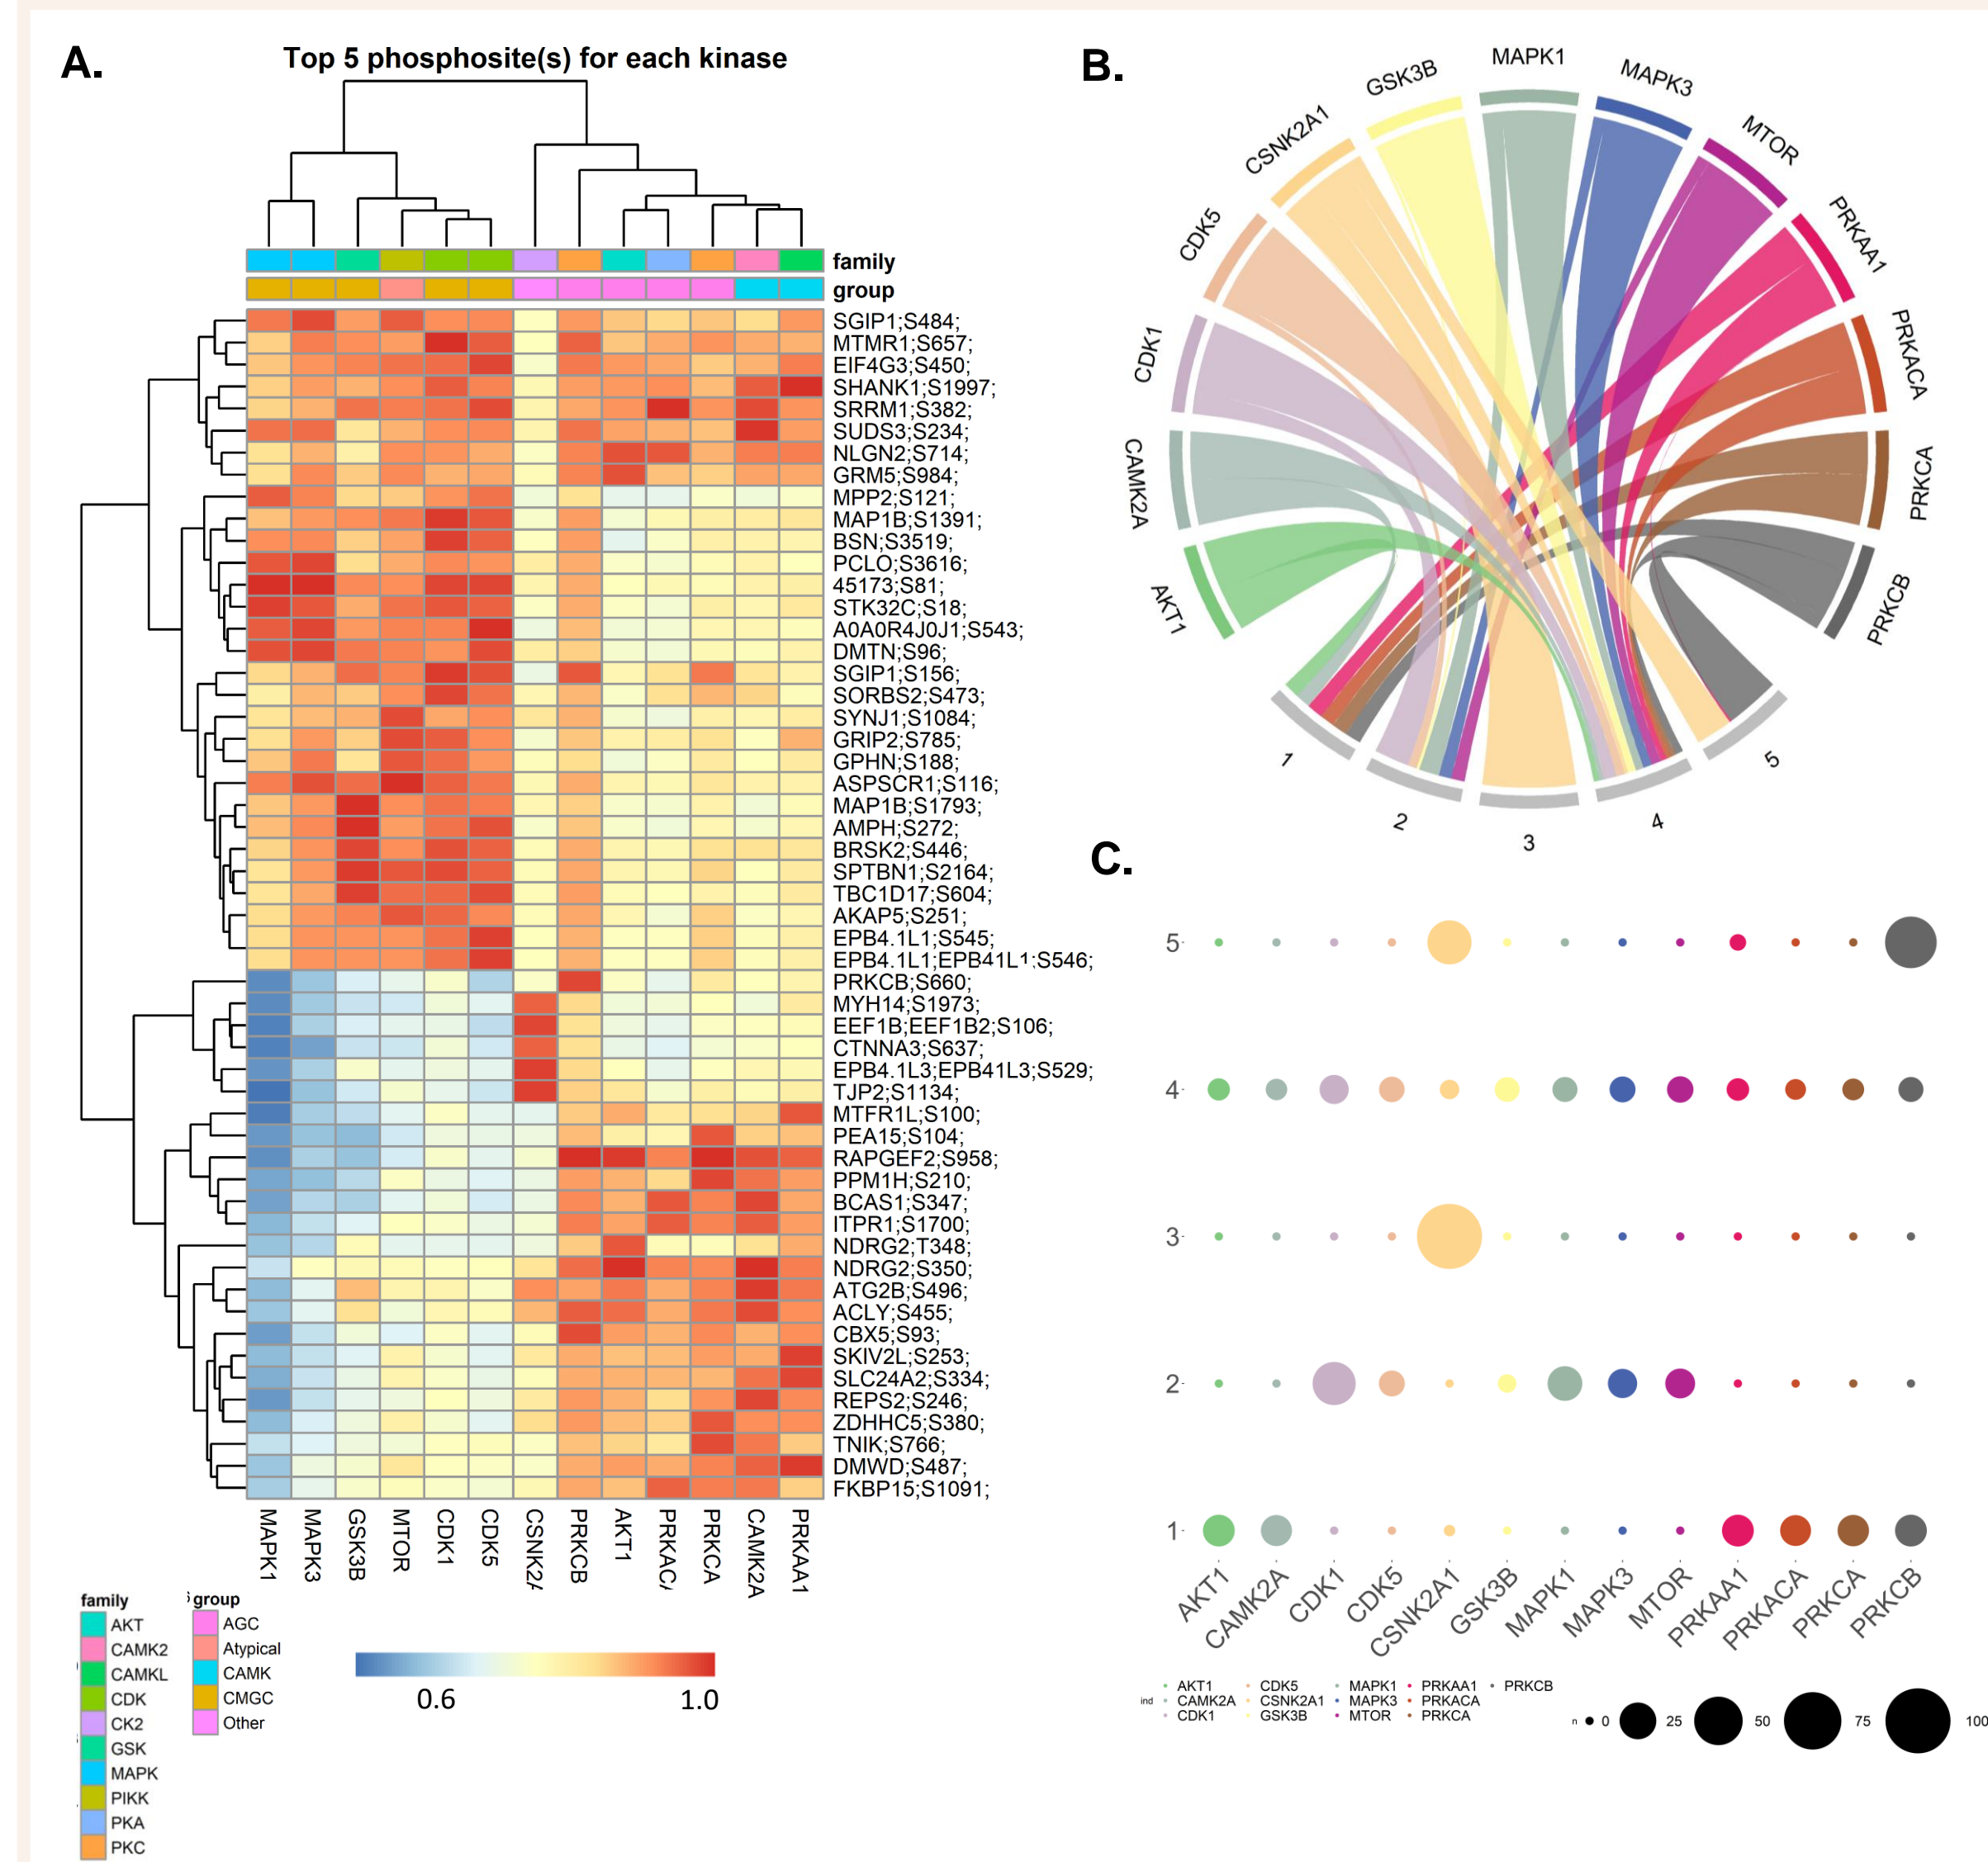 A.
Top 5 phosphosite(s) for each kinase
family
group
SGIP1;S484;
MTMR1;S657;
EIF4G3;S450;
SHANK1;S1997;
SRRM1;S382;
SUDS3;S234;
NLGN2;S714;
GRM5;S984;
MPP2;S121;
MAP1B;S1391;
BSN;S3519;
PCLO;S3616;
45173;S81;
STK32C;S18;
A0A0R4J0J1;S543;
DMTN;S96;
SGIP1;S156;
SORBS2;S473;
SYNJ1;S1084;
GRIP2;S785;
GPHN;S188;
ASPSCR1;S116;
MAP1B;S1793;
AMPH;S272;
BRSK2;S446;
SPTBN1;S2164;
TBC1D17;S604;
AKAP5;S251;
EPB4.1L1;S545;
EPB4.1L1;EPB41L1;S546;
PRKCB;S660;
MYH14;S1973;
EEF1B;EEF1B2;S106;
CTNNA3;S637;
EPB4.1L3;EPB41L3;S529;
TJP2;S1134;
MTFR1L;S100;
PEA15;S104;
RAPGEF2;S958;
PPM1H;S210;
BCAS1;S347;
ITPR1;S1700;
NDRG2;T348;
NDRG2;S350;
ATG2B;S496;
ACLY;S455;
CBX5;S93;
SKIV2L;S253;
SLC24A2;S334;
REPS2;S246;
ZDHHC5;S380;
TNIK;S766;
DMWD;S487;
FKBP15;S1091;
MAPK1
MAPK3
GSK3B
MTOR
CDK1
CDK5
CSNK2A
PRKCB
AKT1
PRKAC
PRKCA
CAMK2A
PRKAA1
family
AKT
CAMK2
CAMKL
CDK
CK2
GSK
MAPK
PIKK
PKA
PKC
group
AGC
Atypical
CAMK
CMGC
Other
0.6
1.0
B.
AKT1
CAMK2A
CDK1
CDK5
CSNK2A1
GSK3B
MAPK1
MAPK3
MTOR
PRKAA1
PRKACA
PRKCA
PRKCB
1
2
3
4
5
C.
5
4
3
2
1
AKT1
CAMK2A
CDK1
CDK5
CSNK2A1
GSK3B
MAPK1
MAPK3
MTOR
PRKAA1
PRKACA
PRKCA
PRKCB
ind
AKT1 CDK5 MAPK1 PRKAA1 PRKCB
CAMK2A CSNK2A1 MAPK3 PRKACA
CDK1 GSK3B MTOR PRKCA
n 0 25 50 75 100